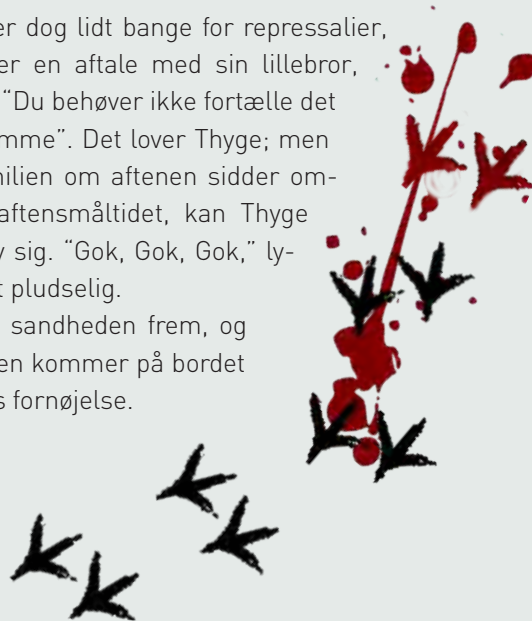 er dog lidt bange for repressalier,
er en aftale med sin lillebror,
“Du behøver ikke fortælle det
mme”. Det lover Thyge; men
milien om aftenen sidder om-
aftensmåltidet, kan Thyge
sig. “Gok, Gok, Gok,” ly-
t pludselig.
sandheden frem, og
en kommer på bordet
s fornøjelse.